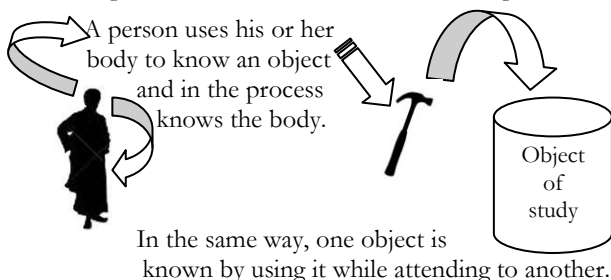 A person uses his or her
body to know an object
and in the process
knows the body.
Object
of
study
In the same way, one object is
known by using it while attending to another.